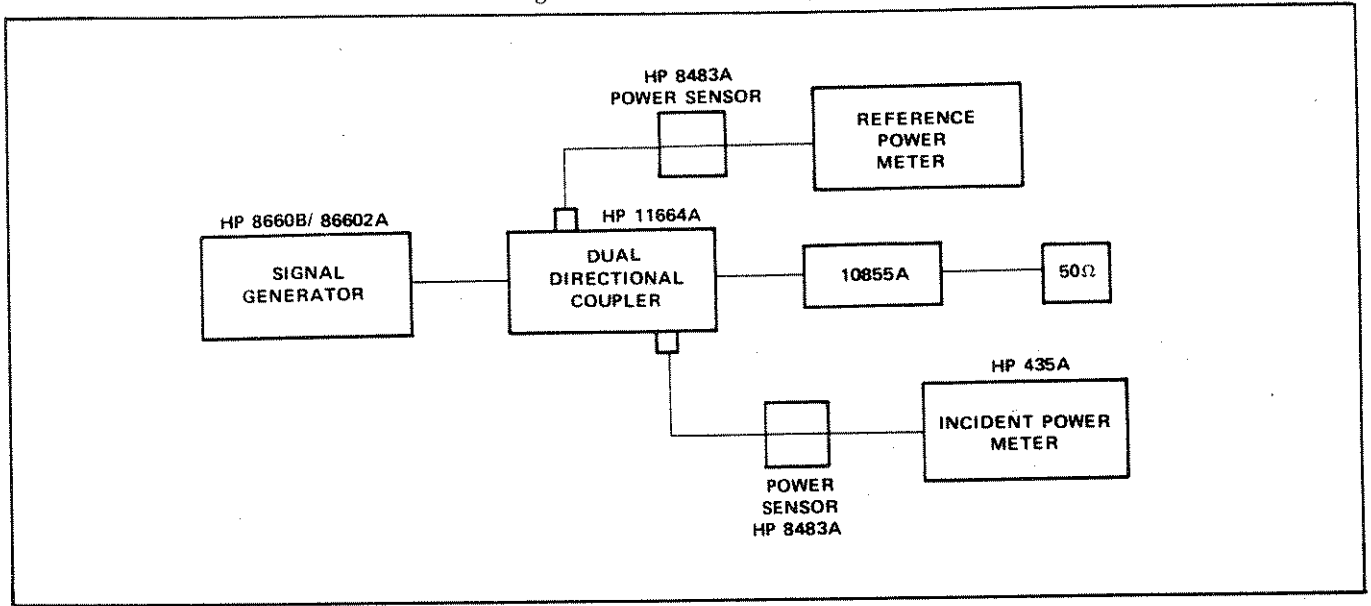 HP 8483A
POWER SENSOR
REFERENCE
POWER
METER
HP 8660B/ 86602A
SIGNAL
GENERATOR
HP 11664A
DUAL
DIRECTIONAL
COUPLER
10855A
50Ω
HP 435A
INCIDENT POWER
METER
POWER
SENSOR
HP 8483A